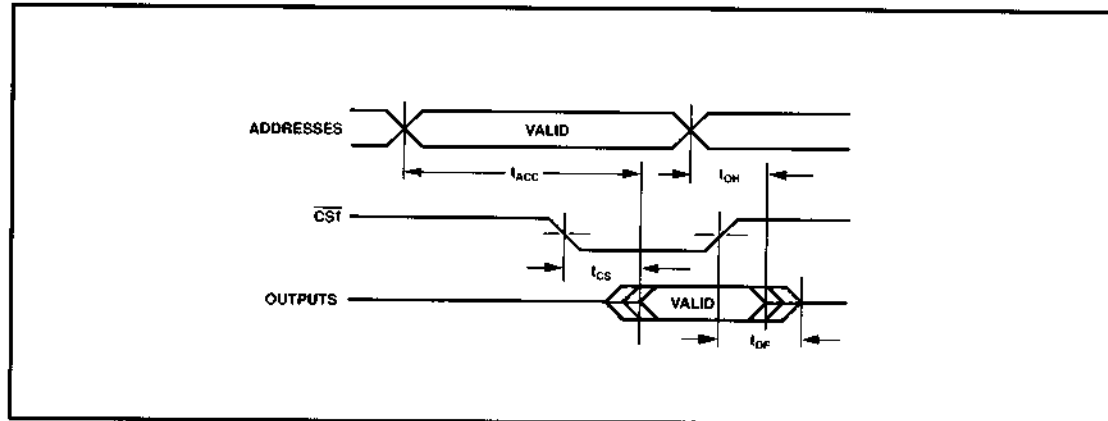 ADDRESSES
VALID
tACC
tOH
CS1
tCS
OUTPUTS
VALID
tDF